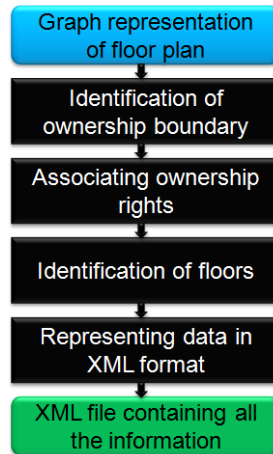 Graph representation
of floor plan
Identification of
ownership boundary
Associating ownership
rights
Identification of floors
Representing data in
XML format
XML file containing all
the information